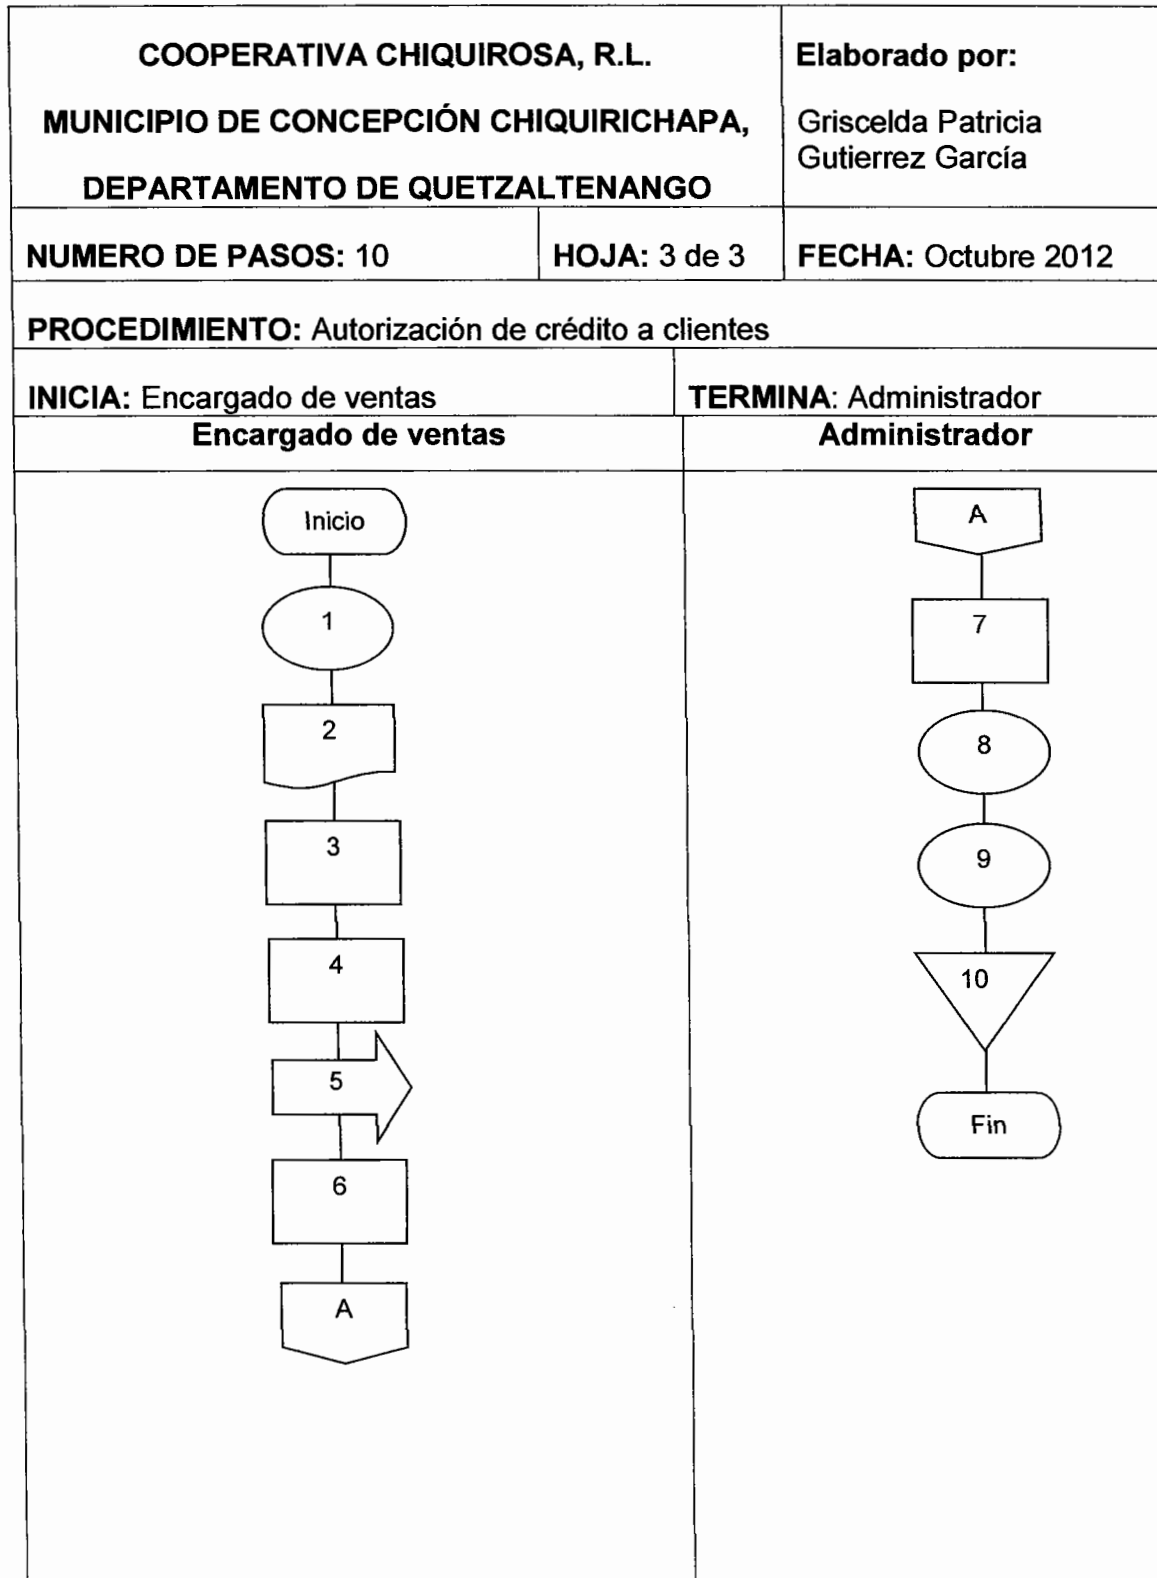 COOPERATIVA CHIQUIROSA, R.L.
MUNICIPIO DE CONCEPCIÓN CHIQUIRICHAPA,
DEPARTAMENTO DE QUETZALTENANGO
Elaborado por:
Griscelda Patricia
Gutierrez García
NUMERO DE PASOS: 10
HOJA: 3 de 3
FECHA: Octubre 2012
PROCEDIMIENTO: Autorización de crédito a clientes
INICIA: Encargado de ventas
TERMINA: Administrador
Encargado de ventas
Administrador
Inicio
1
2
3
4
5
6
A
A
7
8
9
10
Fin